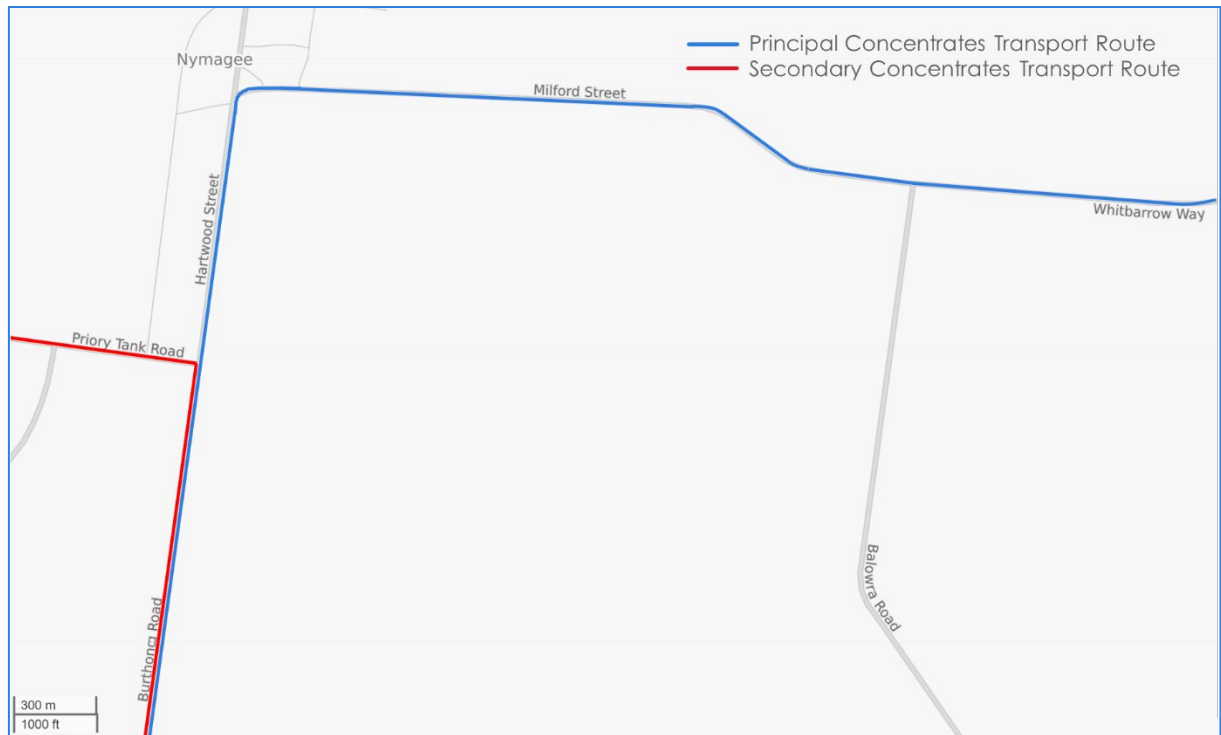 Principal Concentrates Transport Route
Secondary Concentrates Transport Route
Nymagee
Milford Street
Hartwood Street
Whitbarrow Way
Priory Tank Road
Balowra Road
Burthong Road
300 m
1000 ft